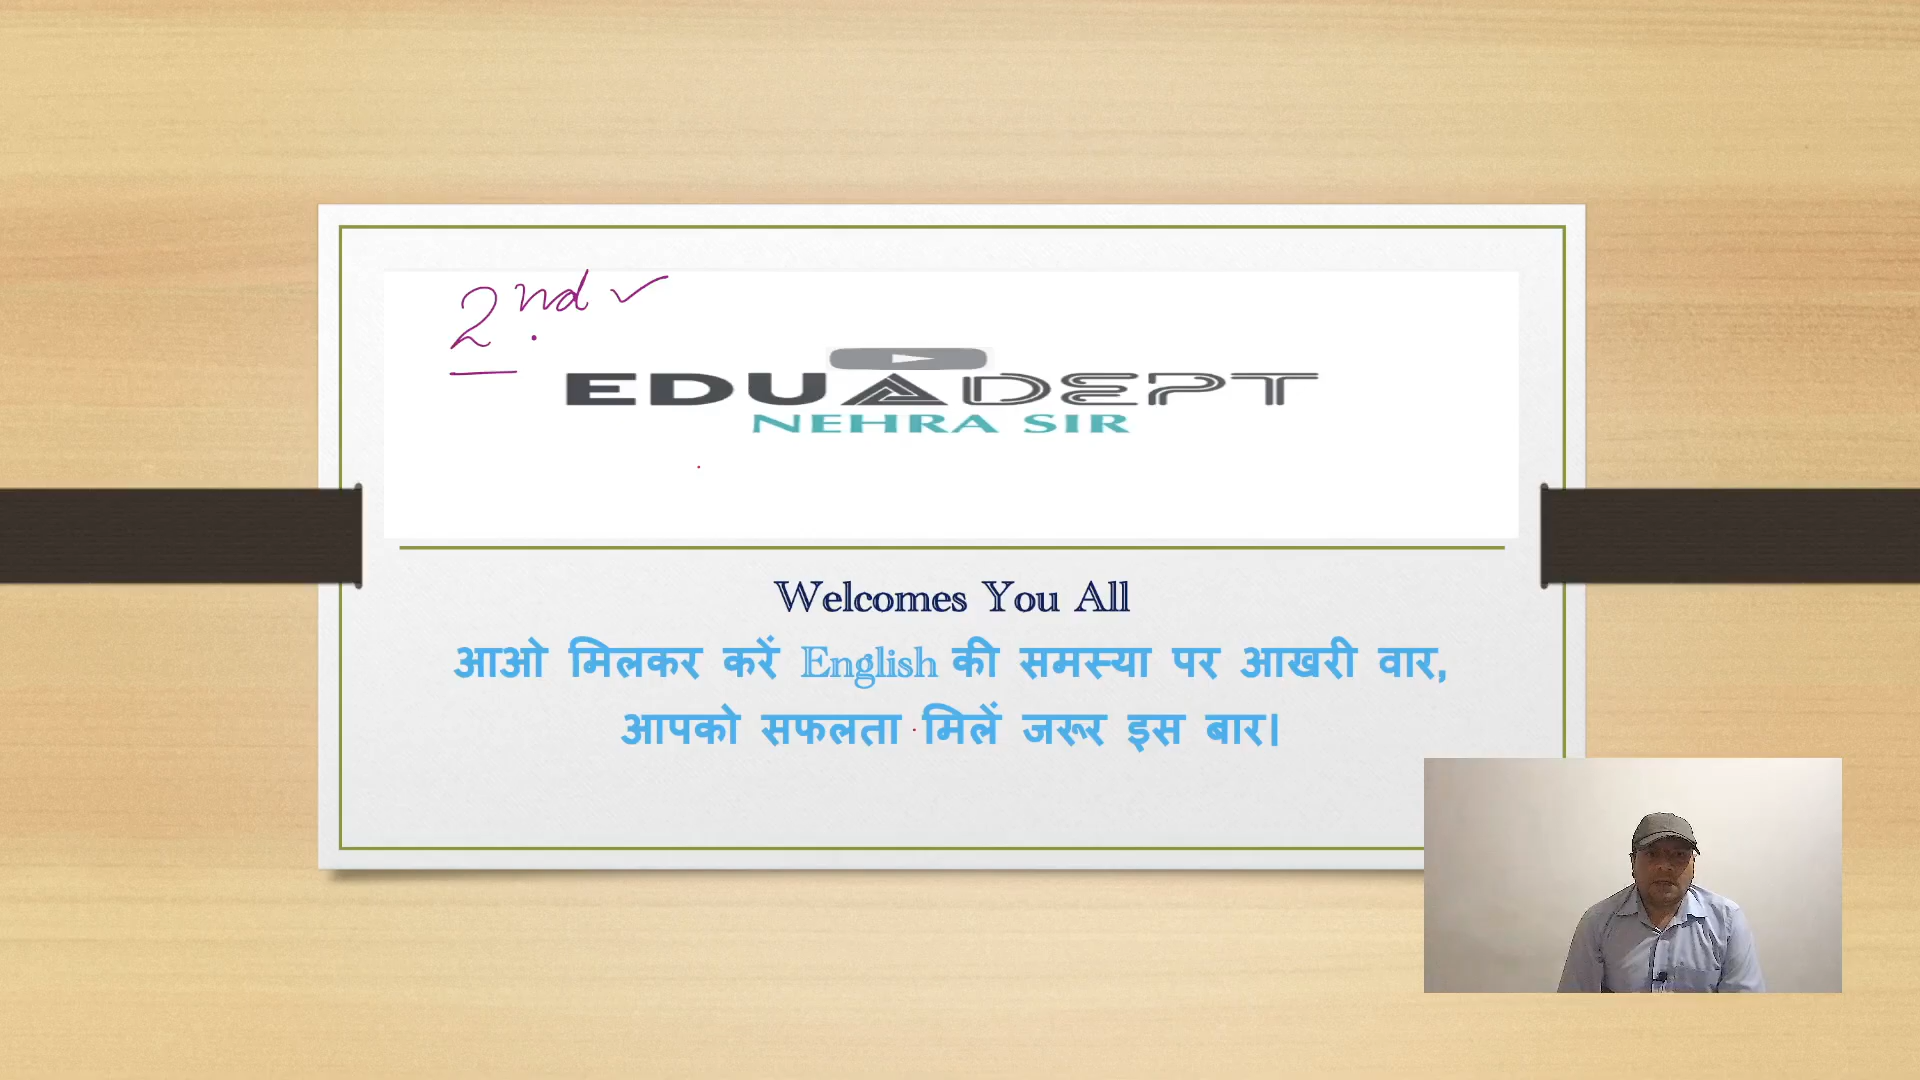 2nd
EDUADEPT
NEHRA SIR
Welcomes You All
आओ मिलकर करें English की समस्या पर आखरी वार,
आपको सफलता मिलें जरूर इस बार।